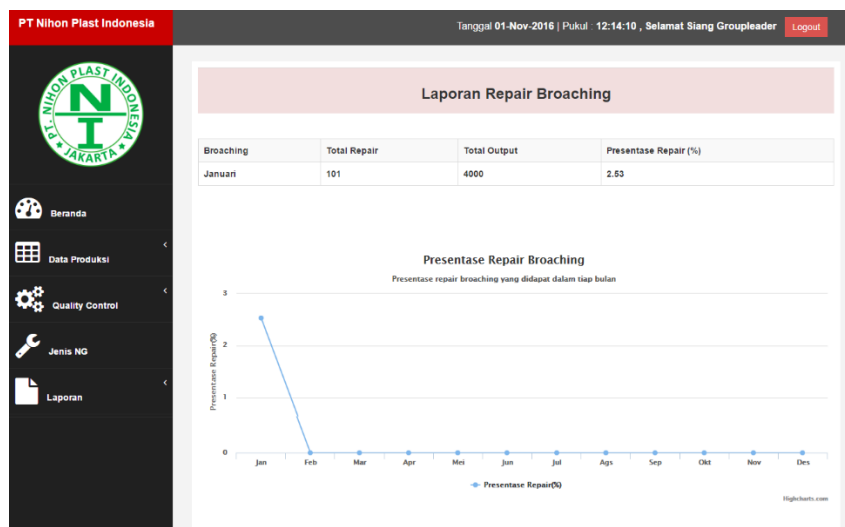 PT Nihon Plast Indonesia
Tanggal 01-Nov-2016 | Pukul : 12:14:10 , Selamat Siang Groupleader
Logout
PT. NIHON PLAST INDONESIA
N
I
JAKARTA
Beranda
Data Produksi
Quality Control
Jenis NG
Laporan
Laporan Repair Broaching
Broaching Total Repair Total Output Presentase Repair (%)
Januari 101 4000 2.53
Presentase Repair Broaching
Presentase repair broaching yang didapat dalam tiap bulan
Presentase Repair(%)
3
2
1
0
Jan Feb Mar Apr Mei Jun Jul Ags Sep Okt Nov Des
Presentase Repair(%)
Highcharts.com